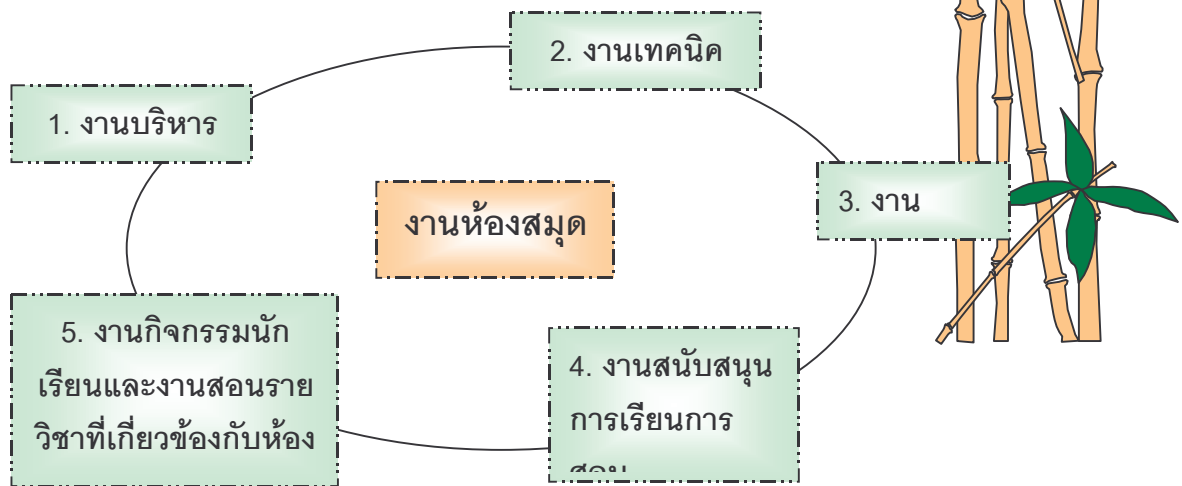 1. งานบริหาร
2. งานเทคนิค
3. งาน
งานห้องสมุด
4. งานสนับสนุน
การเรียนการ
5. งานกิจกรรมนัก
เรียนและงานสอนราย
วิชาที่เกี่ยวข้องกับห้อง